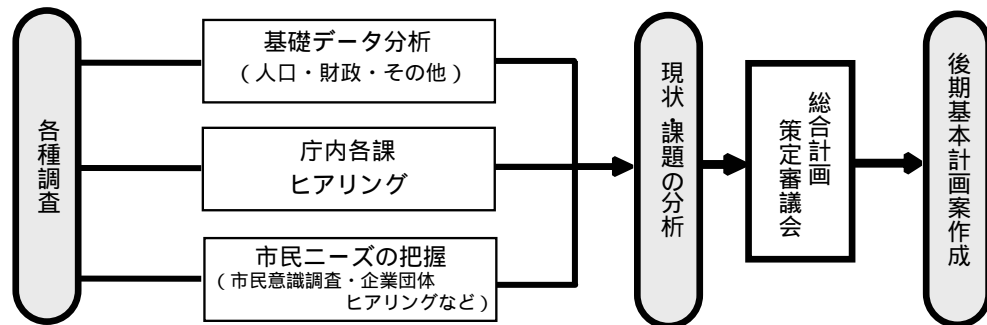 各種調査
基礎データ分析
（人口・財政・その他）
庁内各課
ヒアリング
市民ニーズの把握
（市民意識調査・企業団体
ヒアリングなど）
現状・課題の分析
総合計画
策定審議会
後期基本計画案作成